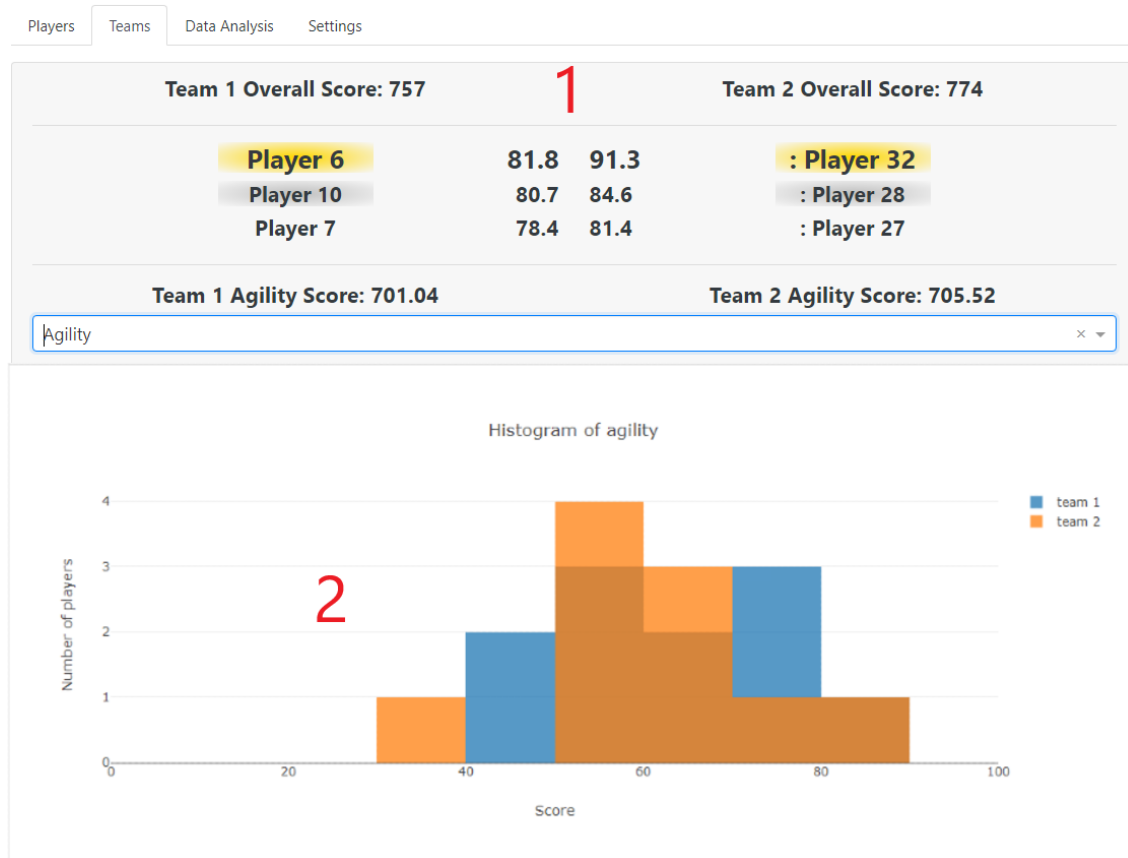 Players Teams Data Analysis Settings
1
Team 1 Overall Score: 757 Team 2 Overall Score: 774
Player 6 81.8 91.3 : Player 32
Player 10 80.7 84.6 : Player 28
Player 7 78.4 81.4 : Player 27
Team 1 Agility Score: 701.04 Team 2 Agility Score: 705.52
Agility × 
Histogram of agility
4
3
2
1
0
Number of players
2
team 1
team 2
0 20 40 60 80 100
Score